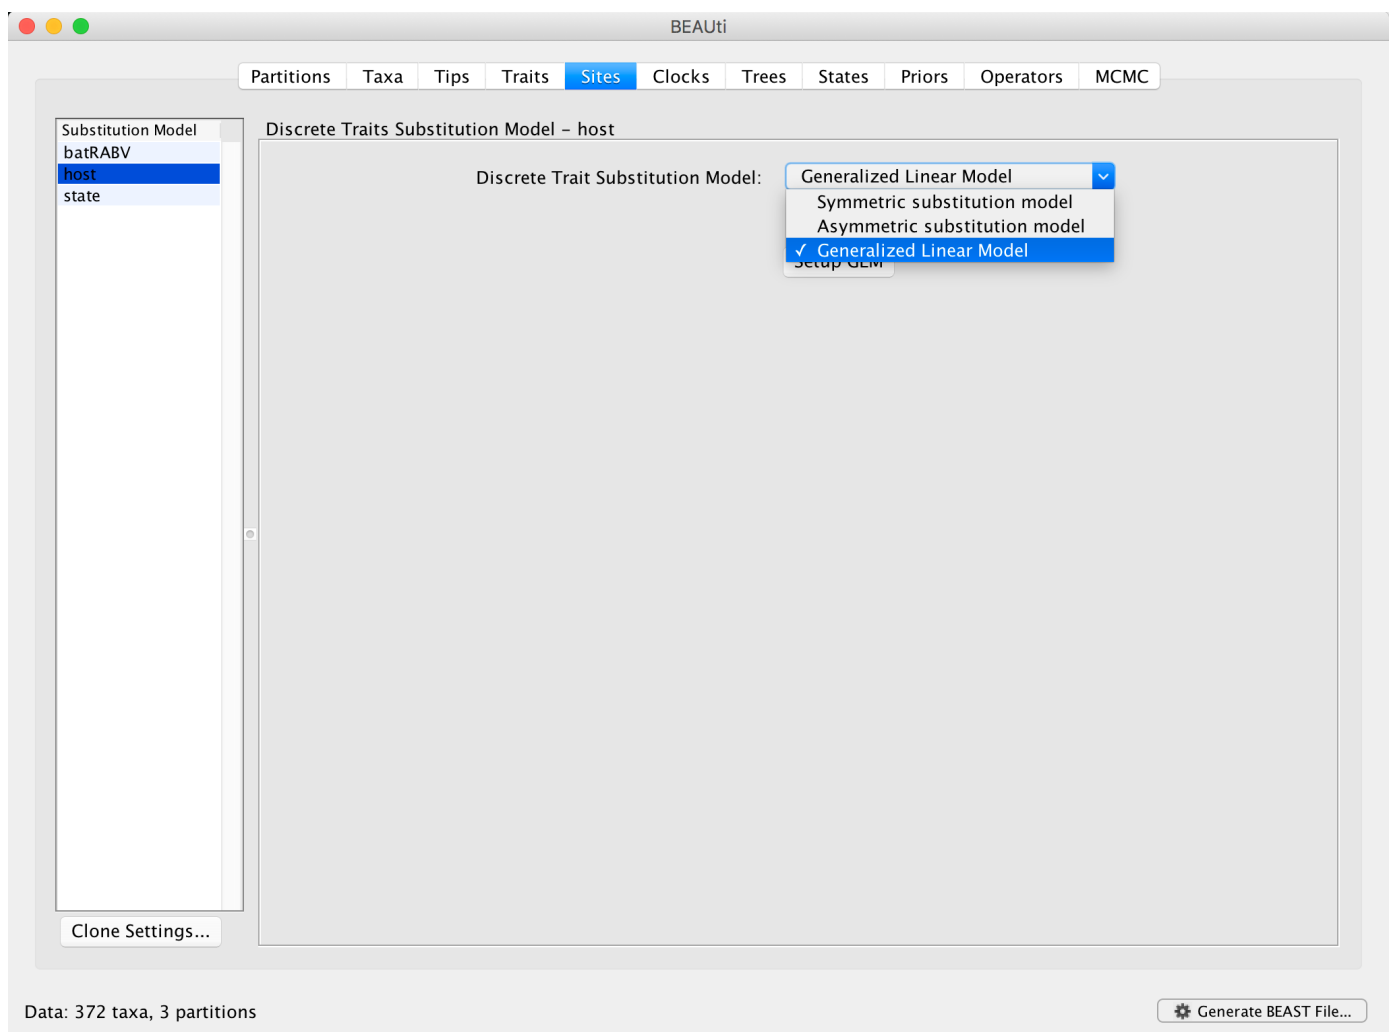 BEAUti
Partitions Taxa Tips Traits Sites Clocks Trees States Priors Operators MCMC
Substitution Model
batRABV
host
state
Discrete Traits Substitution Model – host
Discrete Trait Substitution Model: Generalized Linear Model
Symmetric substitution model
Asymmetric substitution model
✓ Generalized Linear Model
Setup GLM
Clone Settings...
Data: 372 taxa, 3 partitions
Generate BEAST File...